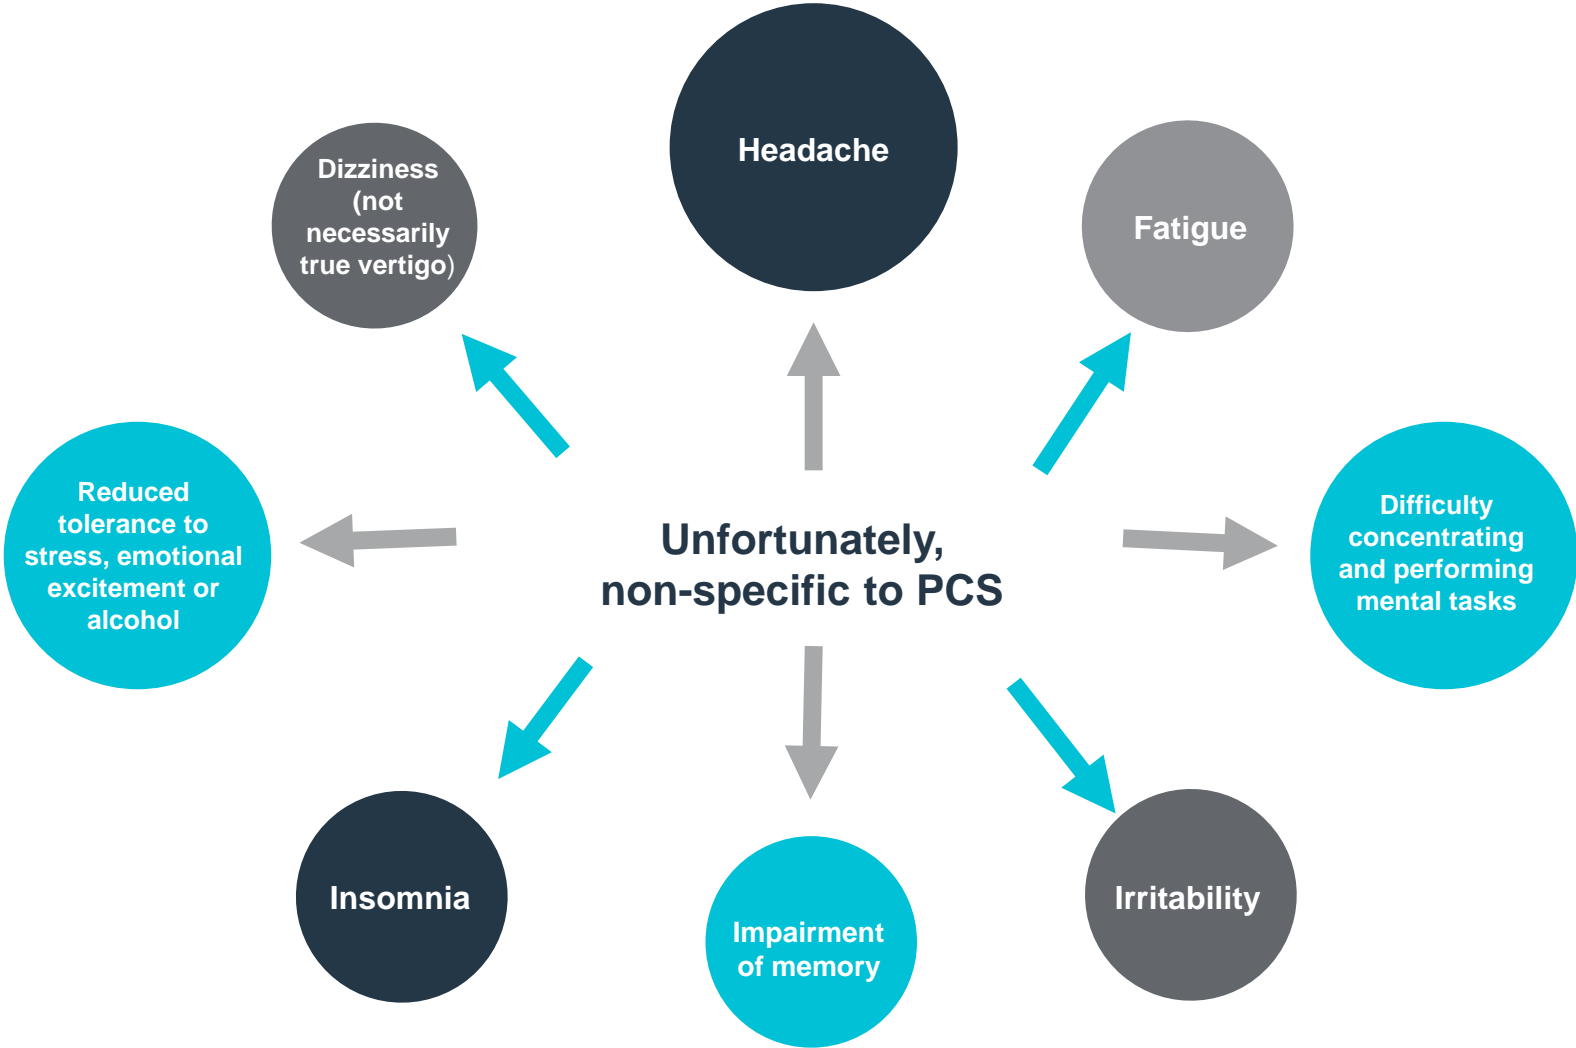 Headache
Dizziness
(not
necessarily
true vertigo)
Fatigue
Reduced
tolerance to
stress, emotional
excitement or
alcohol
Unfortunately,
non-specific to PCS
Difficulty
concentrating
and performing
mental tasks
Insomnia
Impairment
of memory
Irritability